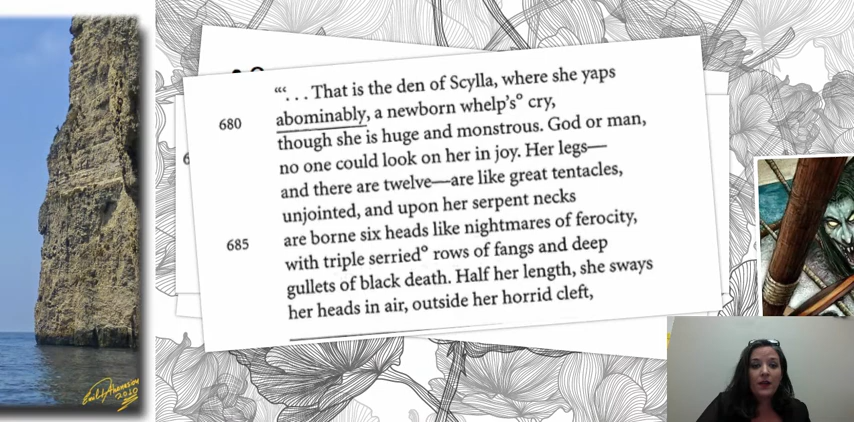 “‘. . . That is the den of Scylla, where she yaps
680 abominably, a newborn whelp’s° cry,
though she is huge and monstrous. God or man,
no one could look on her in joy. Her legs—
and there are twelve—are like great tentacles,
unjointed, and upon her serpent necks
685 are borne six heads like nightmares of ferocity,
with triple serried° rows of fangs and deep
gullets of black death. Half her length, she sways
her heads in air, outside her horrid cleft,
6
2020